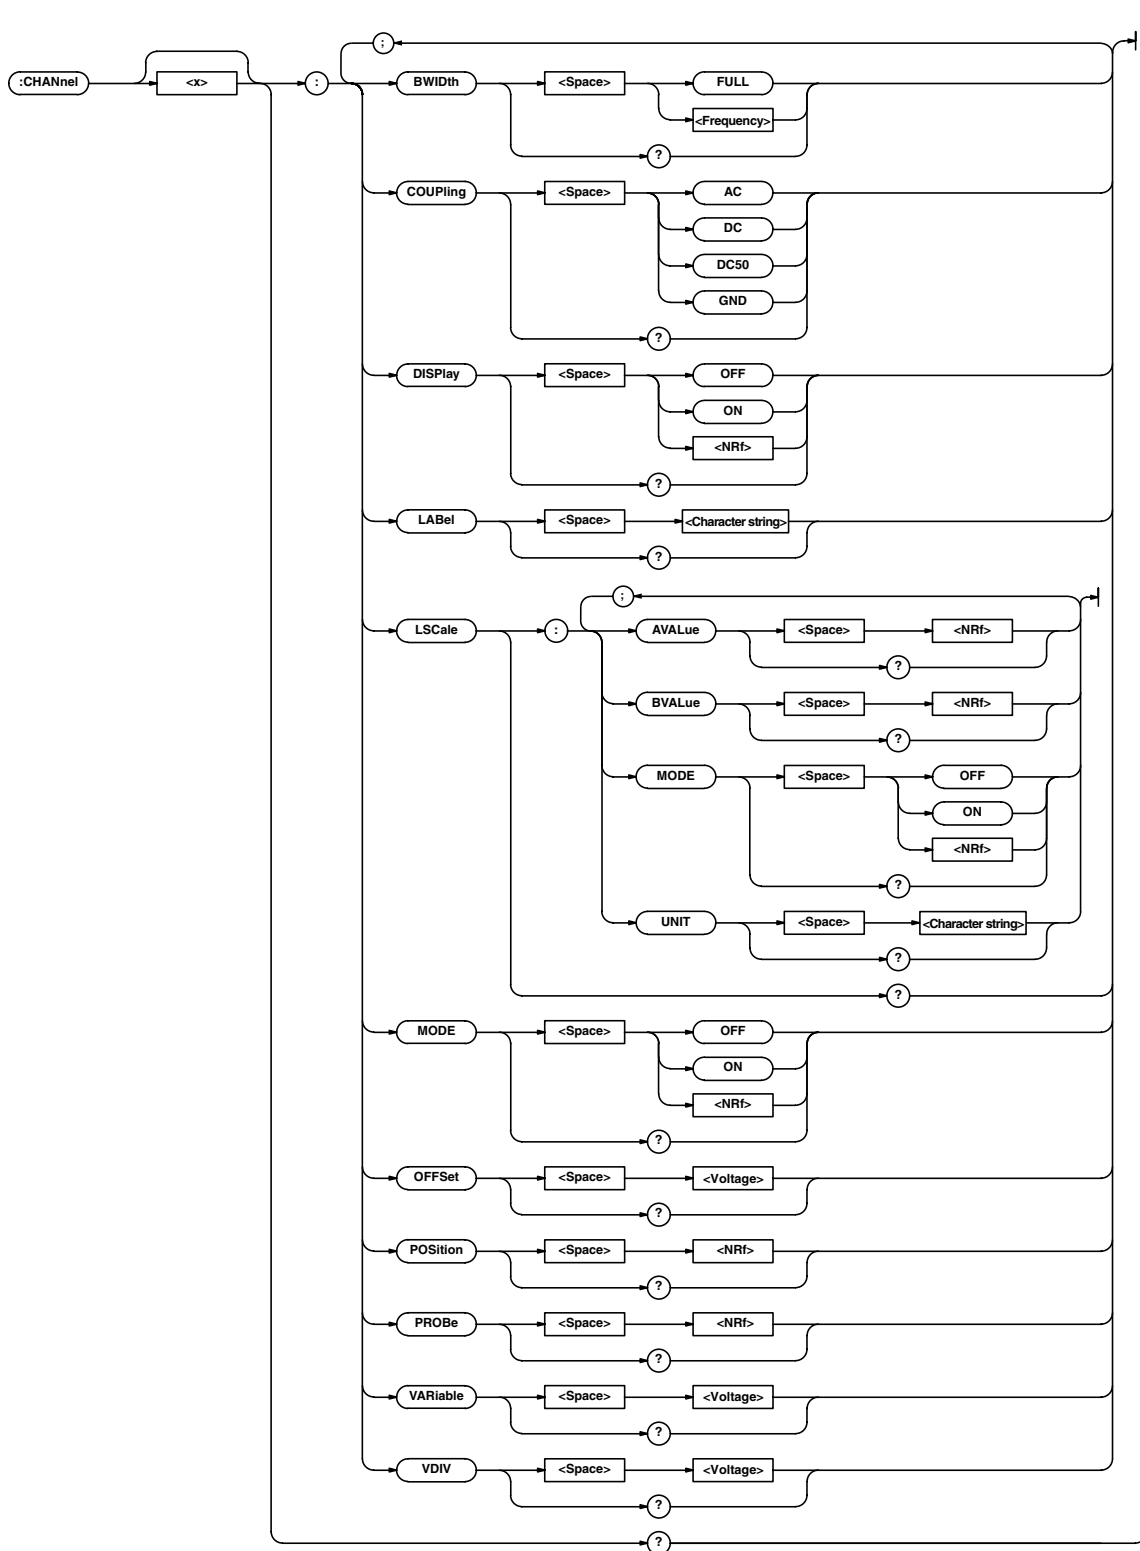 ;
:CHANnel <x> : BWIDth <Space> FULL
<Frequency>
?
COUPling <Space> AC
DC
DC50
GND
?
DISPlay <Space> OFF
ON
<NRf>
?
LABel <Space> <Character string>
?
;
LSCale : AVALue <Space> <NRf>
?
BVALue <Space> <NRf>
?
MODE <Space> OFF
ON
<NRf>
?
UNIT <Space> <Character string>
?
?
MODE <Space> OFF
ON
<NRf>
?
OFFSet <Space> <Voltage>
?
POSition <Space> <NRf>
?
PROBe <Space> <NRf>
?
VARiable <Space> <Voltage>
?
VDIV <Space> <Voltage>
?
?